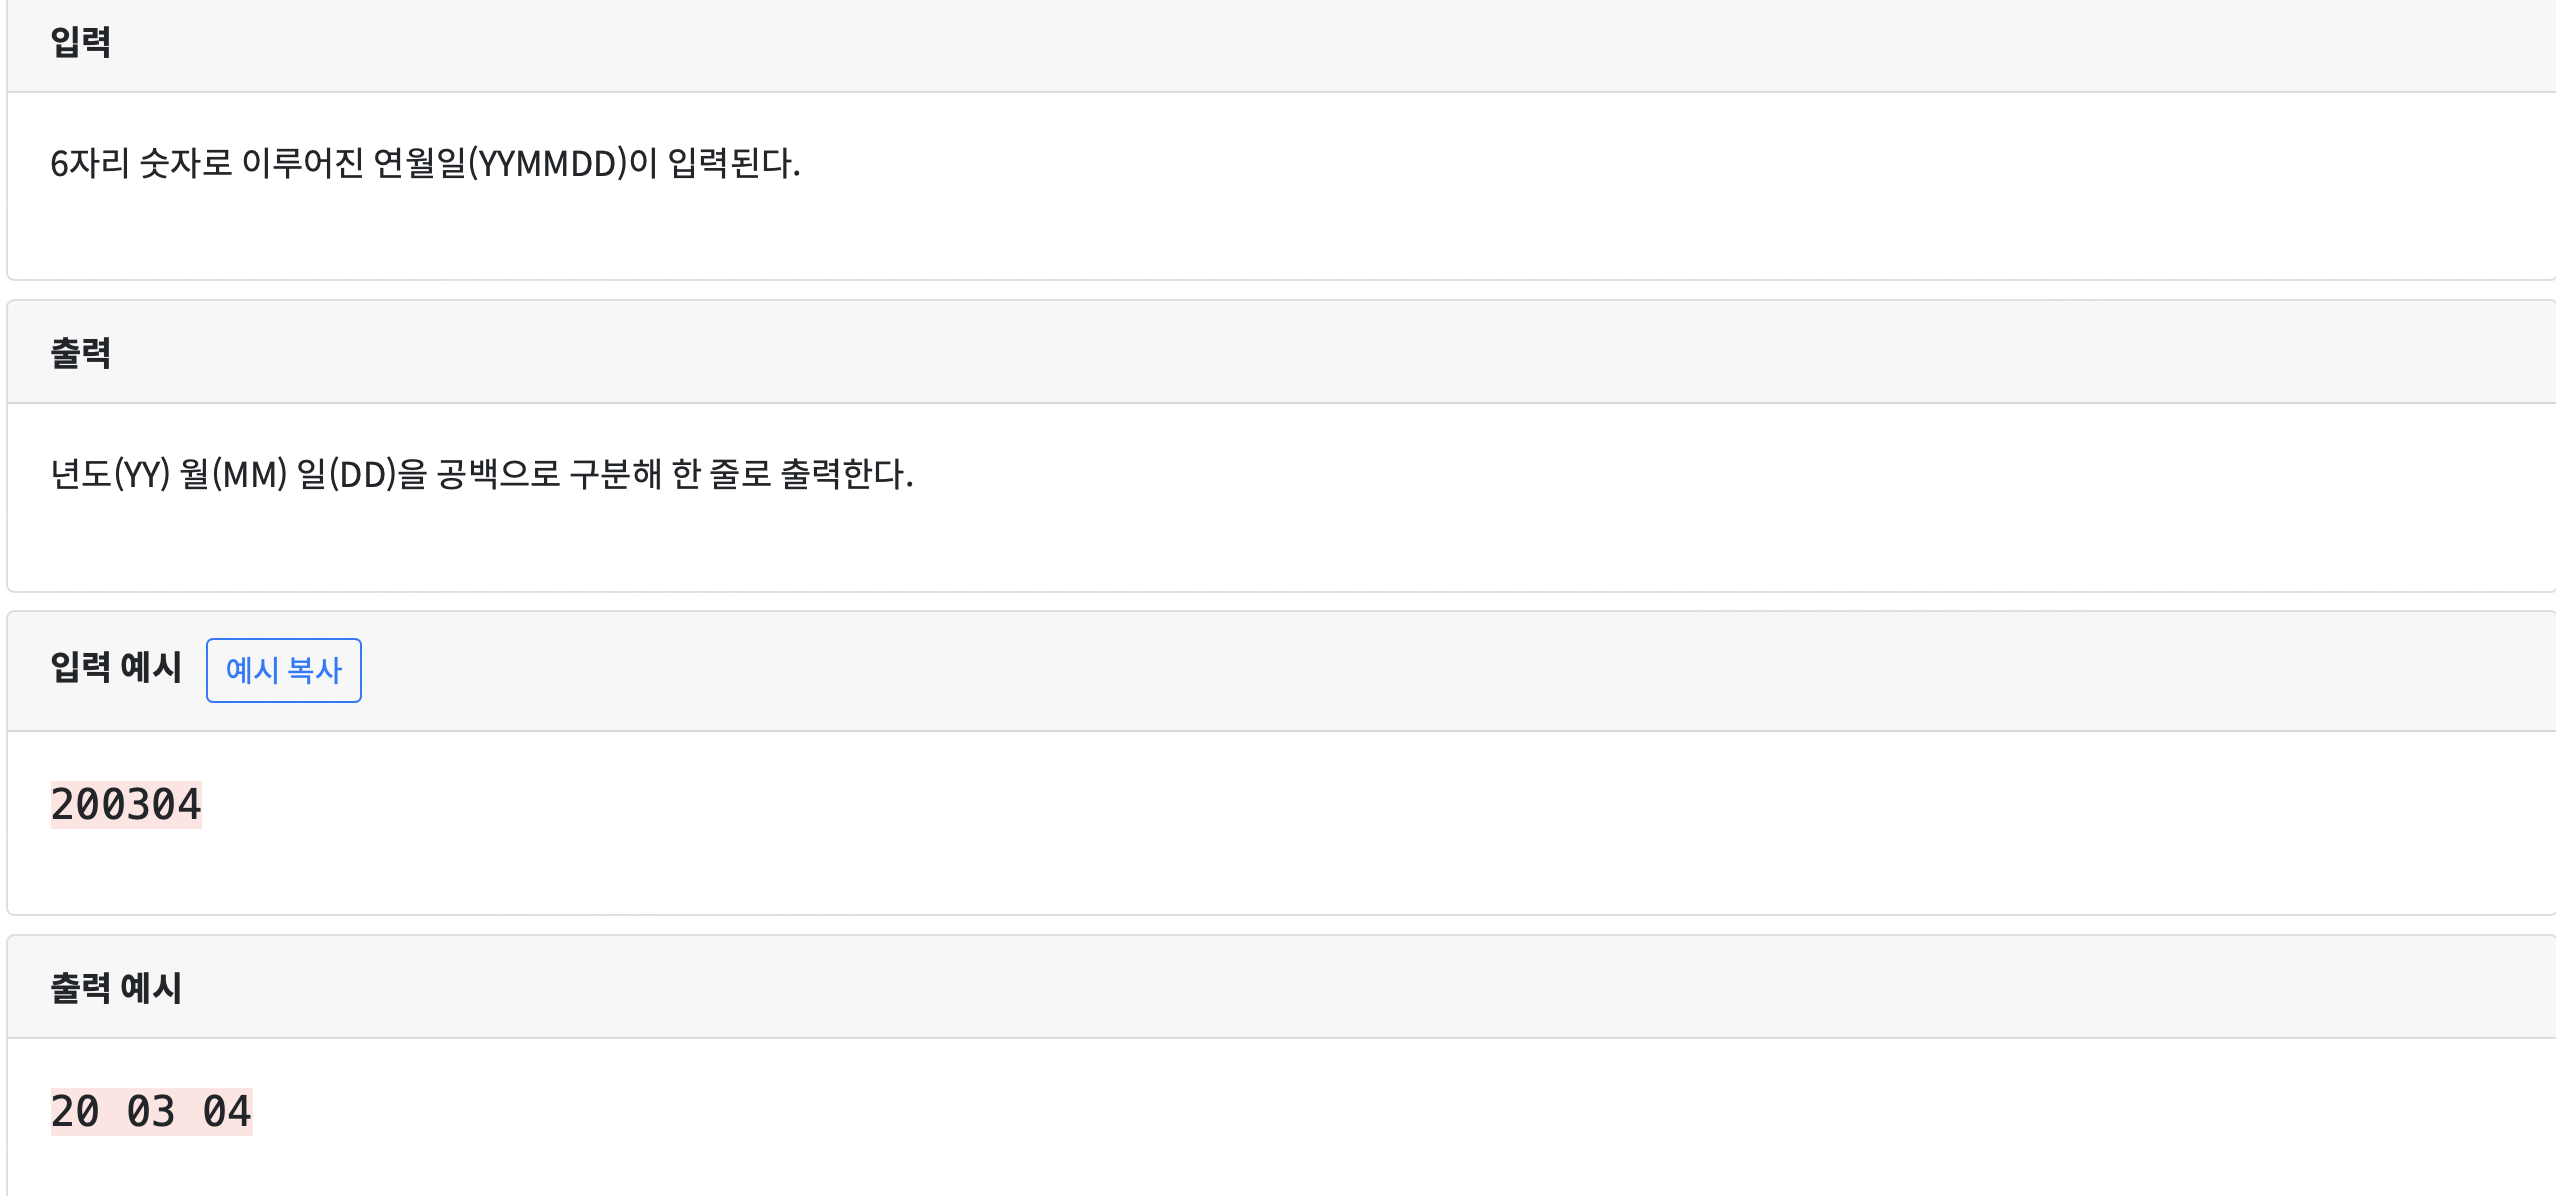 입력
6자리 숫자로 이루어진 연월일(YYMMDD)이 입력된다.
출력
년도(YY) 월(MM) 일(DD)을 공백으로 구분해 한 줄로 출력한다.
입력 예시 예시 복사
200304
출력 예시
20 03 04